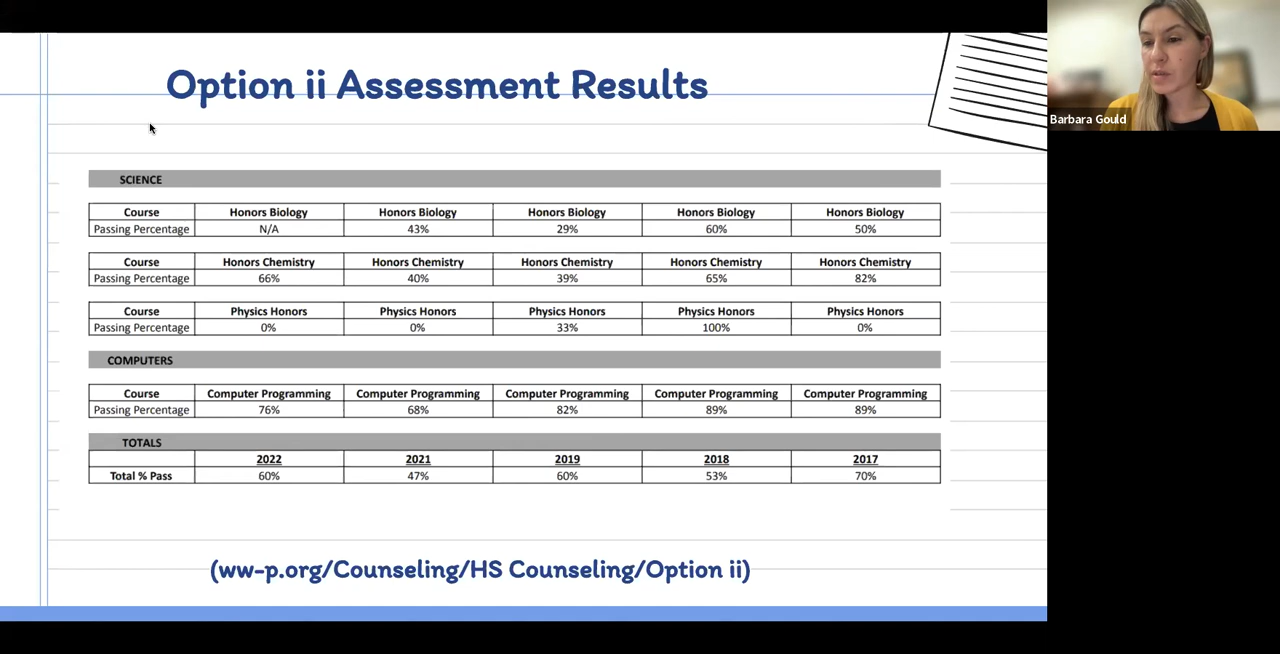 Option ii Assessment Results
Barbara Gould
SCIENCE
Course Honors Biology Honors Biology Honors Biology Honors Biology Honors Biology
Passing Percentage N/A 43% 29% 60% 50%
Course Honors Chemistry Honors Chemistry Honors Chemistry Honors Chemistry Honors Chemistry
Passing Percentage 66% 40% 39% 65% 82%
Course Physics Honors Physics Honors Physics Honors Physics Honors Physics Honors
Passing Percentage 0% 0% 33% 100% 0%
COMPUTERS
Course Computer Programming Computer Programming Computer Programming Computer Programming Computer Programming
Passing Percentage 76% 68% 82% 89% 89%
TOTALS
2022 2021 2019 2018 2017
Total % Pass 60% 47% 60% 53% 70%
(ww-p.org/Counseling/HS Counseling/Option ii)